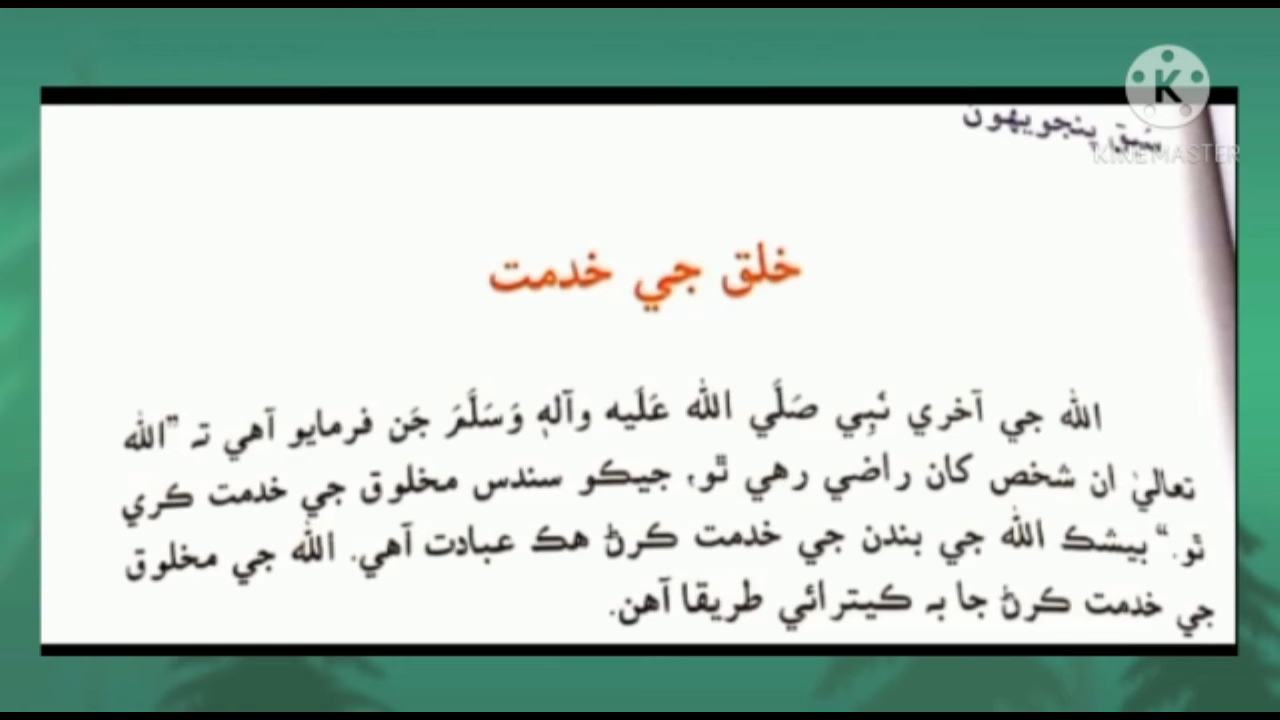 K
KINEMASTER
سبق پنجويهون
خلق جي خدمت
الله جي آخري نَبِي صَلَّي الله عَلَيه وآلهٖ وَسَلَّمَ جَن فرمايو آهي تہ ”الله
تعاليٰ ان شخص کان راضي رهي ٿو، جيڪو سندس مخلوق جي خدمت ڪري
ٿو.“ بيشڪ الله جي بندن جي خدمت ڪرڻ هڪ عبادت آهي. الله جي مخلوق
جي خدمت ڪرڻ جا بہ ڪيترائي طريقا آهن.